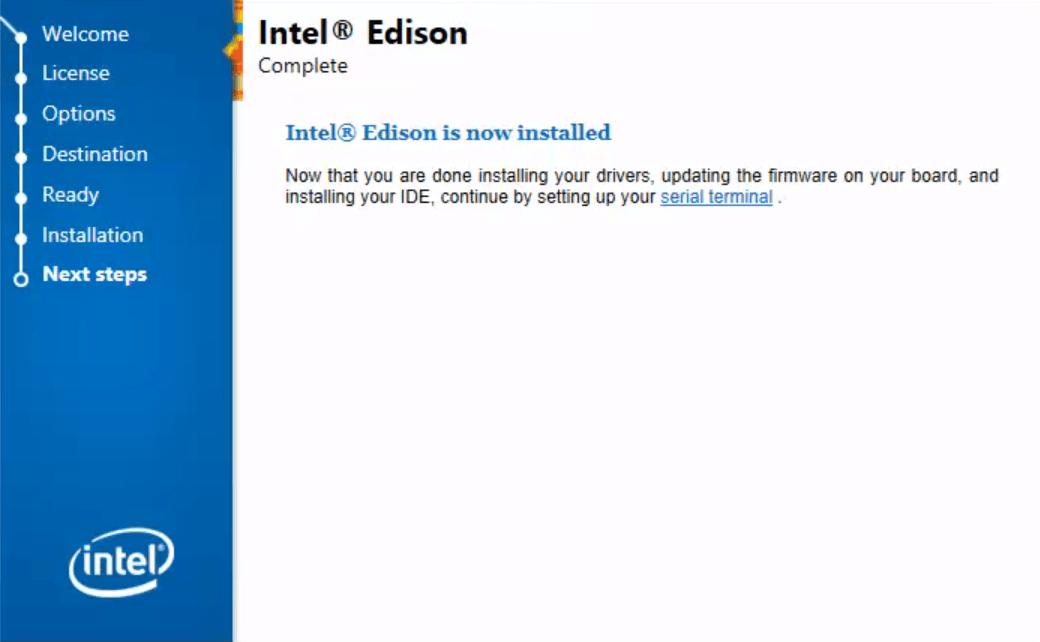 Welcome
License
Options
Destination
Ready
Installation
Next steps
intel®
Intel® Edison
Complete
Intel® Edison is now installed
Now that you are done installing your drivers, updating the firmware on your board, and
installing your IDE, continue by setting up your serial terminal .